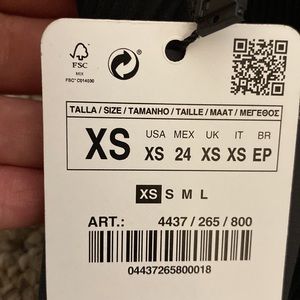 FSC
MIX
FSC® C014500
TALLA / SIZE / TAMANHO / TAILLE / MAAT / ΜΕΓΕΘΟΣ
XS
USA MEX UK IT BR
XS 24 XS XS EP
XS S M L
ART.: 4437 / 265 / 800
04437265800018